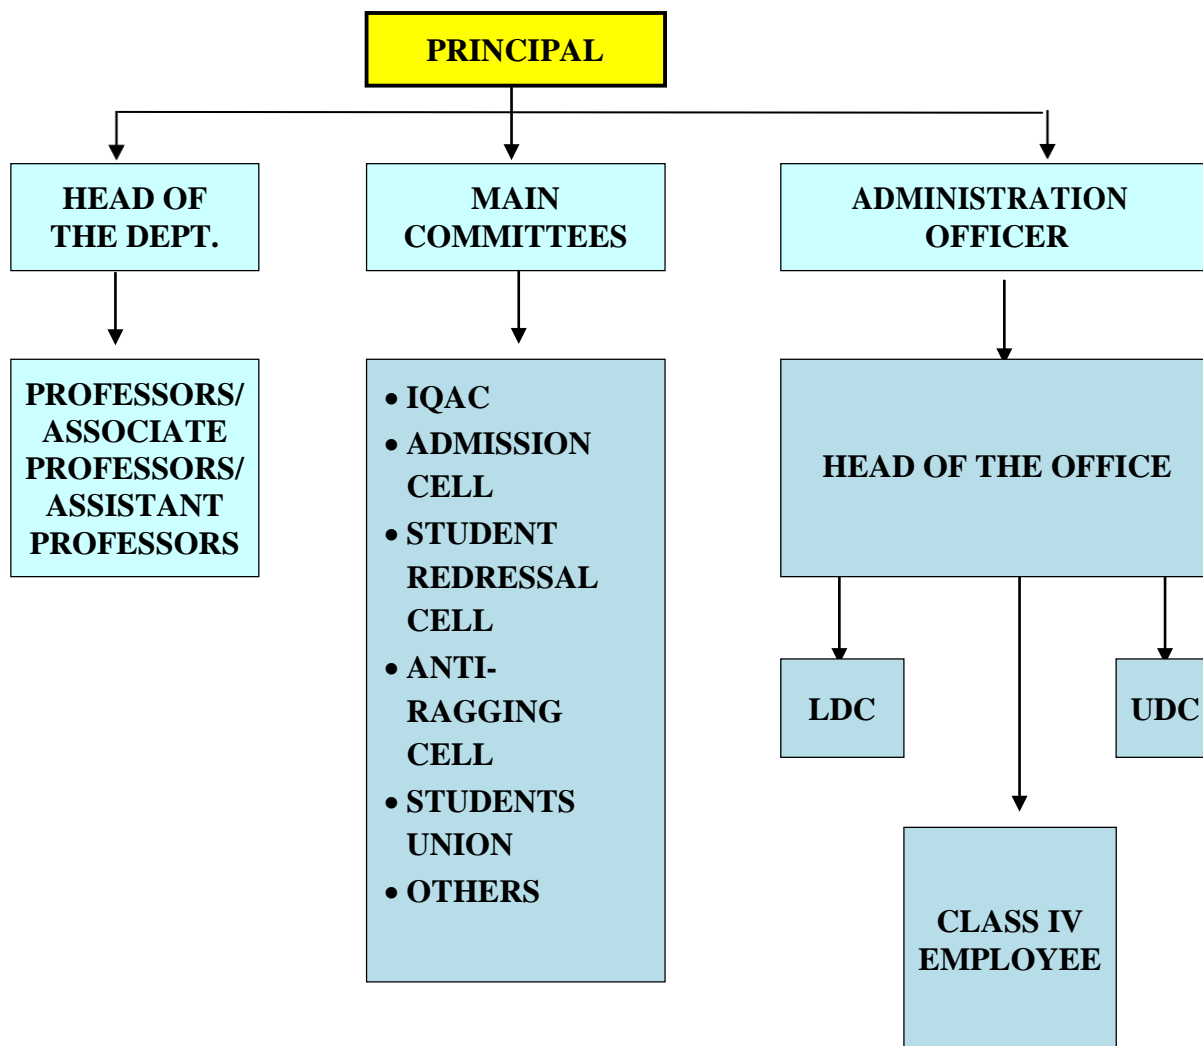 PRINCIPAL
HEAD OF
THE DEPT.
MAIN
COMMITTEES
ADMINISTRATION
OFFICER
PROFESSORS/
ASSOCIATE
PROFESSORS/
ASSISTANT
PROFESSORS
• IQAC
• ADMISSION
CELL
• STUDENT
REDRESSAL
CELL
• ANTI-
RAGGING
CELL
• STUDENTS
UNION
• OTHERS
HEAD OF THE OFFICE
LDC
UDC
CLASS IV
EMPLOYEE